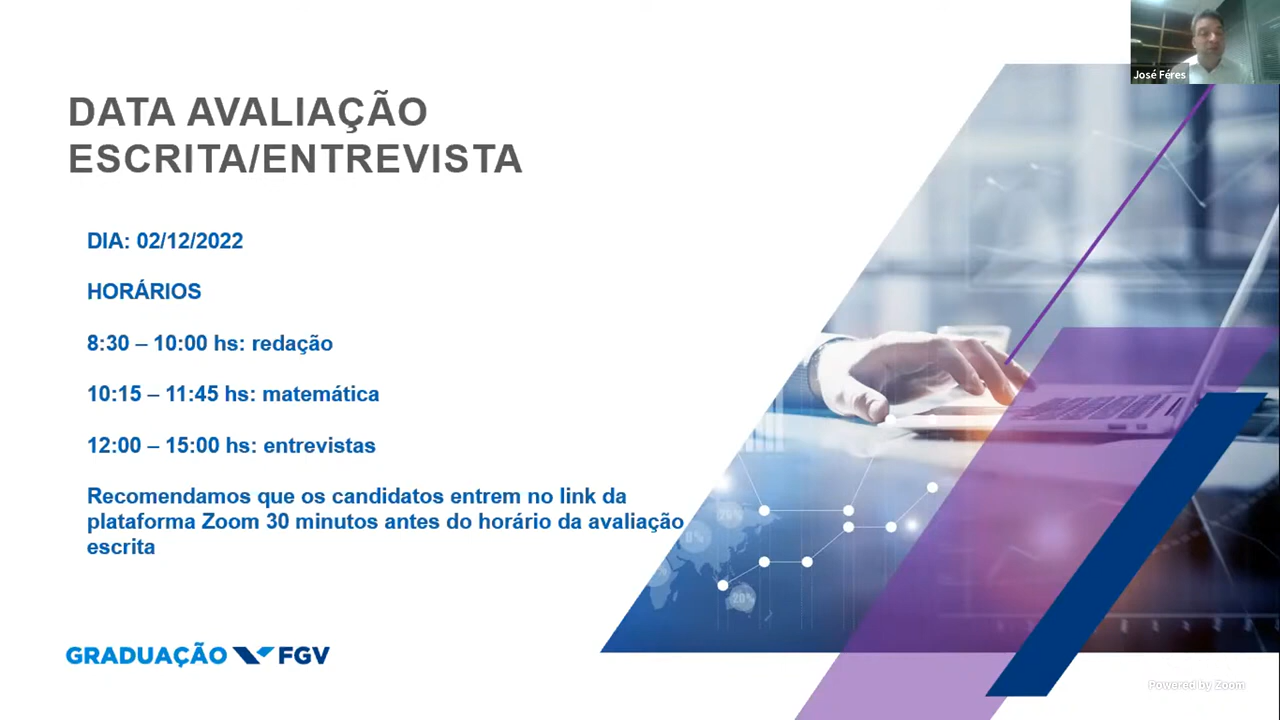 José Féres
DATA AVALIAÇÃO
ESCRITA/ENTREVISTA
DIA: 02/12/2022
HORÁRIOS
8:30 – 10:00 hs: redação
10:15 – 11:45 hs: matemática
12:00 – 15:00 hs: entrevistas
Recomendamos que os candidatos entrem no link da
plataforma Zoom 30 minutos antes do horário da avaliação
escrita
20%
GRADUAÇÃO FGV
Powered by Zoom